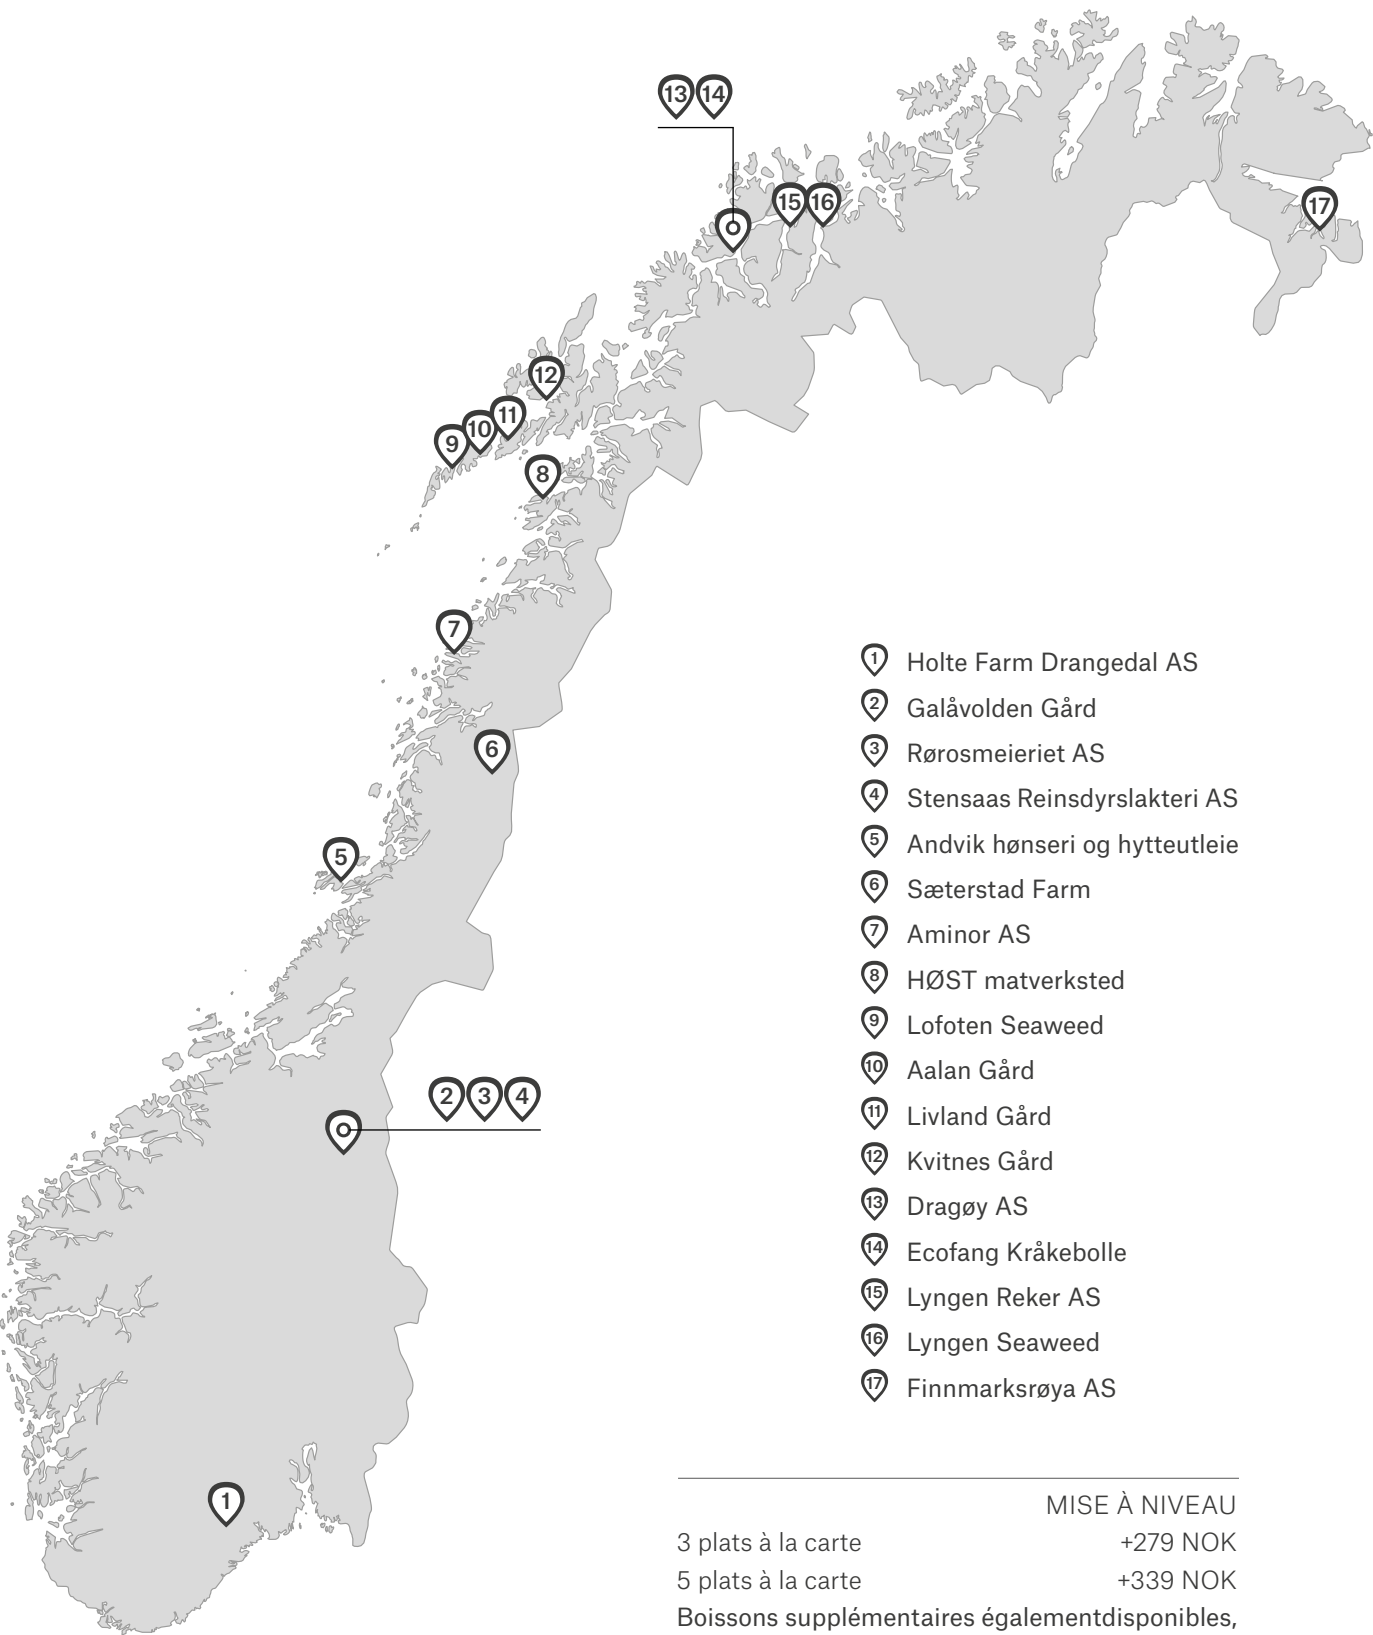 13 14
15 16
17
12
11
10
9
8
7
6
5
2 3 4
1
1 Holte Farm Drangedal AS
2 Galåvolden Gård
3 Rørosmeieriet AS
4 Stensaas Reinsdyrslakteri AS
5 Andvik hønseri og hytteutleie
6 Sæterstad Farm
7 Aminor AS
8 HØST matverksted
9 Lofoten Seaweed
10 Aalan Gård
11 Livland Gård
12 Kvitnes Gård
13 Dragøy AS
14 Ecofang Kråkebolle
15 Lyngen Reker AS
16 Lyngen Seaweed
17 Finnmarksrøya AS
MISE À NIVEAU
3 plats à la carte +279 NOK
5 plats à la carte +339 NOK
Boissons supplémentaires égalementdisponibles,